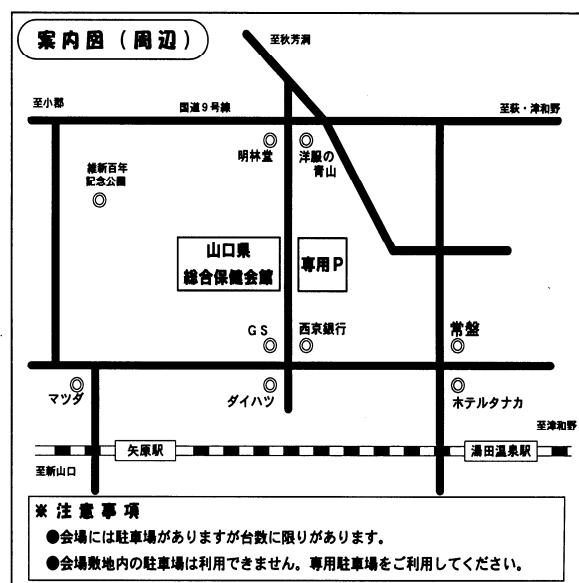 案内図（周辺）
至秋芳洞
至小郡
国道９号線
至萩・津和野
明林堂
洋服の
青山
維新百年
記念公園
山口県
総合保健会館
専用Ｐ
ＧＳ
西京銀行
常盤
マツダ
ダイハツ
ホテルタナカ
至津和野
矢原駅
湯田温泉駅
至新山口
※ 注意事項
●会場には駐車場がありますが台数に限りがあります。
●会場敷地内の駐車場は利用できません。専用駐車場をご利用してください。